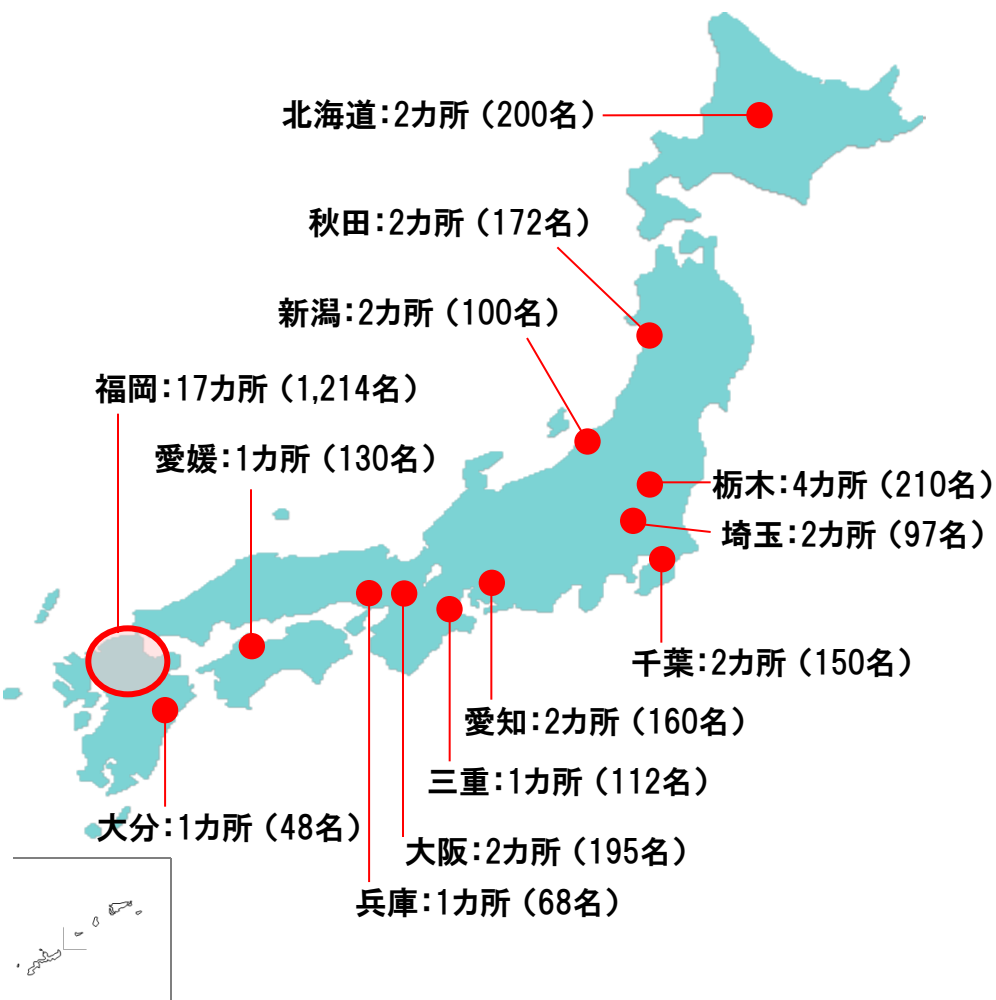 北海道：2カ所（200名）
秋田：2カ所（172名）
新潟：2カ所（100名）
福岡：17カ所（1,214名）
愛媛：1カ所（130名）
栃木：4カ所（210名）
埼玉：2カ所（97名）
千葉：2カ所（150名）
愛知：2カ所（160名）
三重：1カ所（112名）
大分：1カ所（48名）
大阪：2カ所（195名）
兵庫：1カ所（68名）